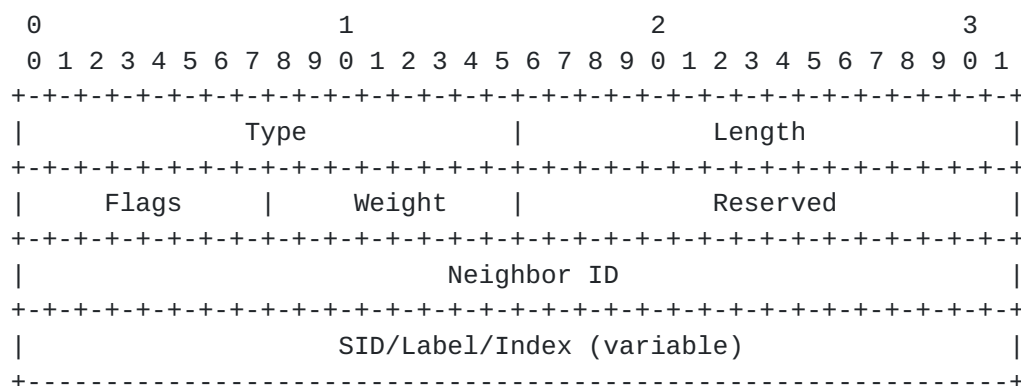 0                   1                   2                   3
 0 1 2 3 4 5 6 7 8 9 0 1 2 3 4 5 6 7 8 9 0 1 2 3 4 5 6 7 8 9 0 1
+-+-+-+-+-+-+-+-+-+-+-+-+-+-+-+-+-+-+-+-+-+-+-+-+-+-+-+-+-+-+-+-+
|              Type             |            Length             |
+-+-+-+-+-+-+-+-+-+-+-+-+-+-+-+-+-+-+-+-+-+-+-+-+-+-+-+-+-+-+-+-+
|     Flags     |     Weight    |            Reserved           |
+-+-+-+-+-+-+-+-+-+-+-+-+-+-+-+-+-+-+-+-+-+-+-+-+-+-+-+-+-+-+-+-+
|                           Neighbor ID                         |
+-+-+-+-+-+-+-+-+-+-+-+-+-+-+-+-+-+-+-+-+-+-+-+-+-+-+-+-+-+-+-+-+
|                    SID/Label/Index (variable)                 |
+---------------------------------------------------------------+